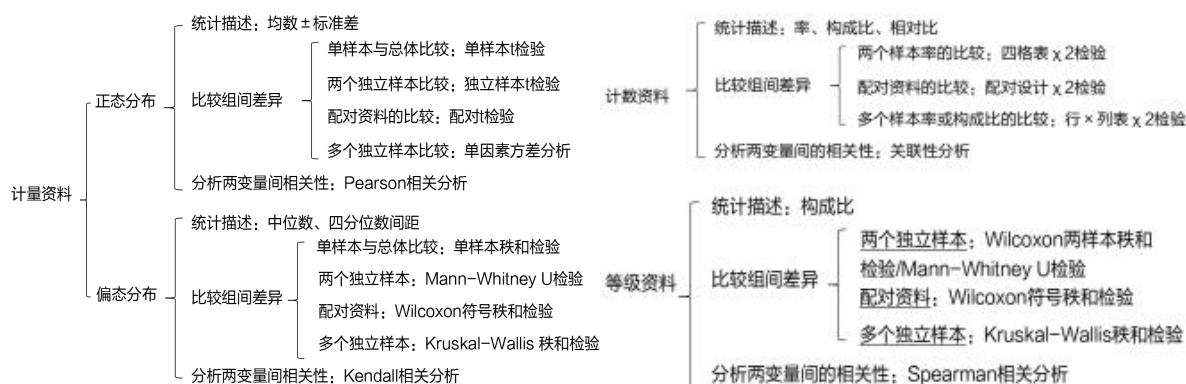 计量资料
正态分布
统计描述：均数±标准差
比较组间差异
单样本与总体比较：单样本t检验
两个独立样本比较：独立样本t检验
配对资料的比较：配对t检验
多个独立样本比较：单因素方差分析
分析两变量间相关性：Pearson相关分析
偏态分布
统计描述：中位数、四分位数间距
比较组间差异
单样本与总体比较：单样本秩和检验
两个独立样本：Mann-Whitney U检验
配对资料：Wilcoxon符号秩和检验
多个独立样本：Kruskal-Wallis 秩和检验
分析两变量间相关性：Kendall相关分析
计数资料
统计描述：率、构成比、相对比
比较组间差异
两个样本率的比较：四格表χ2检验
配对资料的比较：配对设计χ2检验
多个样本率或构成比的比较：行×列表χ2检验
分析两变量间的相关性：关联性分析
等级资料
统计描述：构成比
比较组间差异
两个独立样本：Wilcoxon两样本秩和
检验/Mann-Whitney U检验
配对资料：Wilcoxon符号秩和检验
多个独立样本：Kruskal-Wallis秩和检验
分析两变量间的相关性：Spearman相关分析